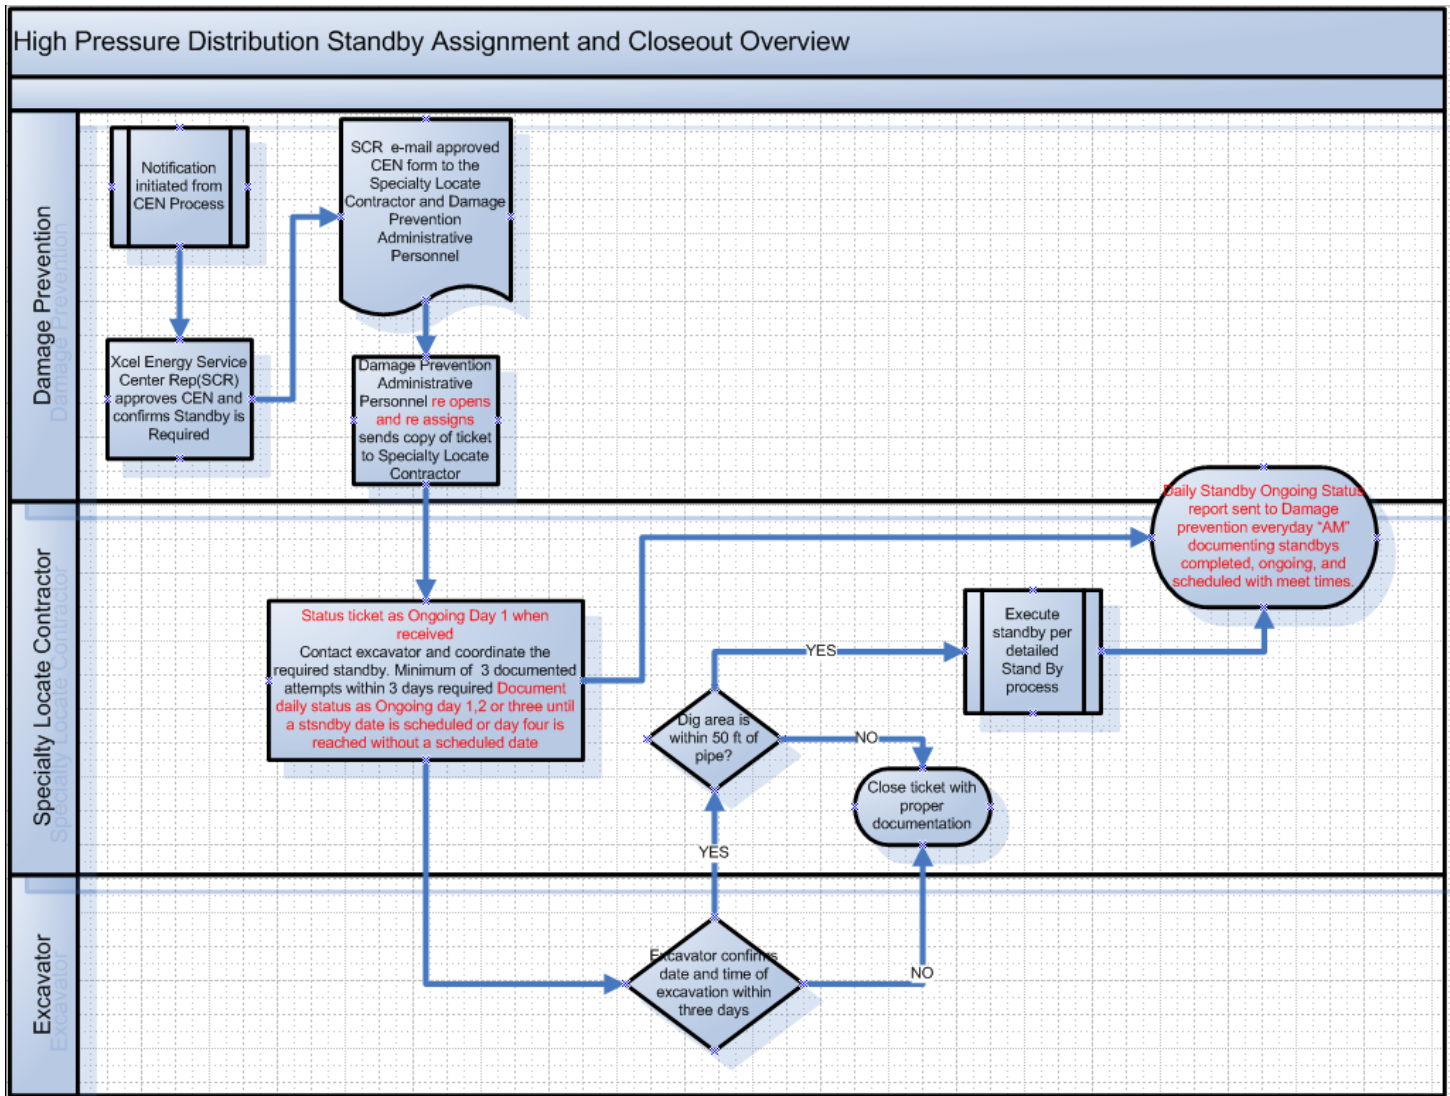 High Pressure Distribution Standby Assignment and Closeout Overview
Damage Prevention
Notification
initiated from
CEN Process
SCR e-mail approved
CEN form to the
Specialty Locate
Contractor and Damage
Prevention
Administrative
Personnel
Xcel Energy Service
Center Rep(SCR)
approves CEN and
confirms Standby is
Required
Damage Prevention
Administrative
Personnel re opens
and re assigns
sends copy of ticket
to Specialty Locate
Contractor
Specialty Locate Contractor
Daily Standby Ongoing Status
report sent to Damage
prevention everyday “AM”
documenting standbys
completed, ongoing, and
scheduled with meet times.
Status ticket as Ongoing Day 1 when
received
Contact excavator and coordinate the
required standby. Minimum of 3 documented
attempts within 3 days required Document
daily status as Ongoing day 1,2 or three until
a stsndby date is scheduled or day four is
reached without a scheduled date
YES
Execute
standby per
detailed
Stand By
process
Dig area is
within 50 ft of
pipe?
NO
Close ticket with
proper
documentation
YES
Excavator
Excavator confirms
date and time of
excavation within
three days
NO